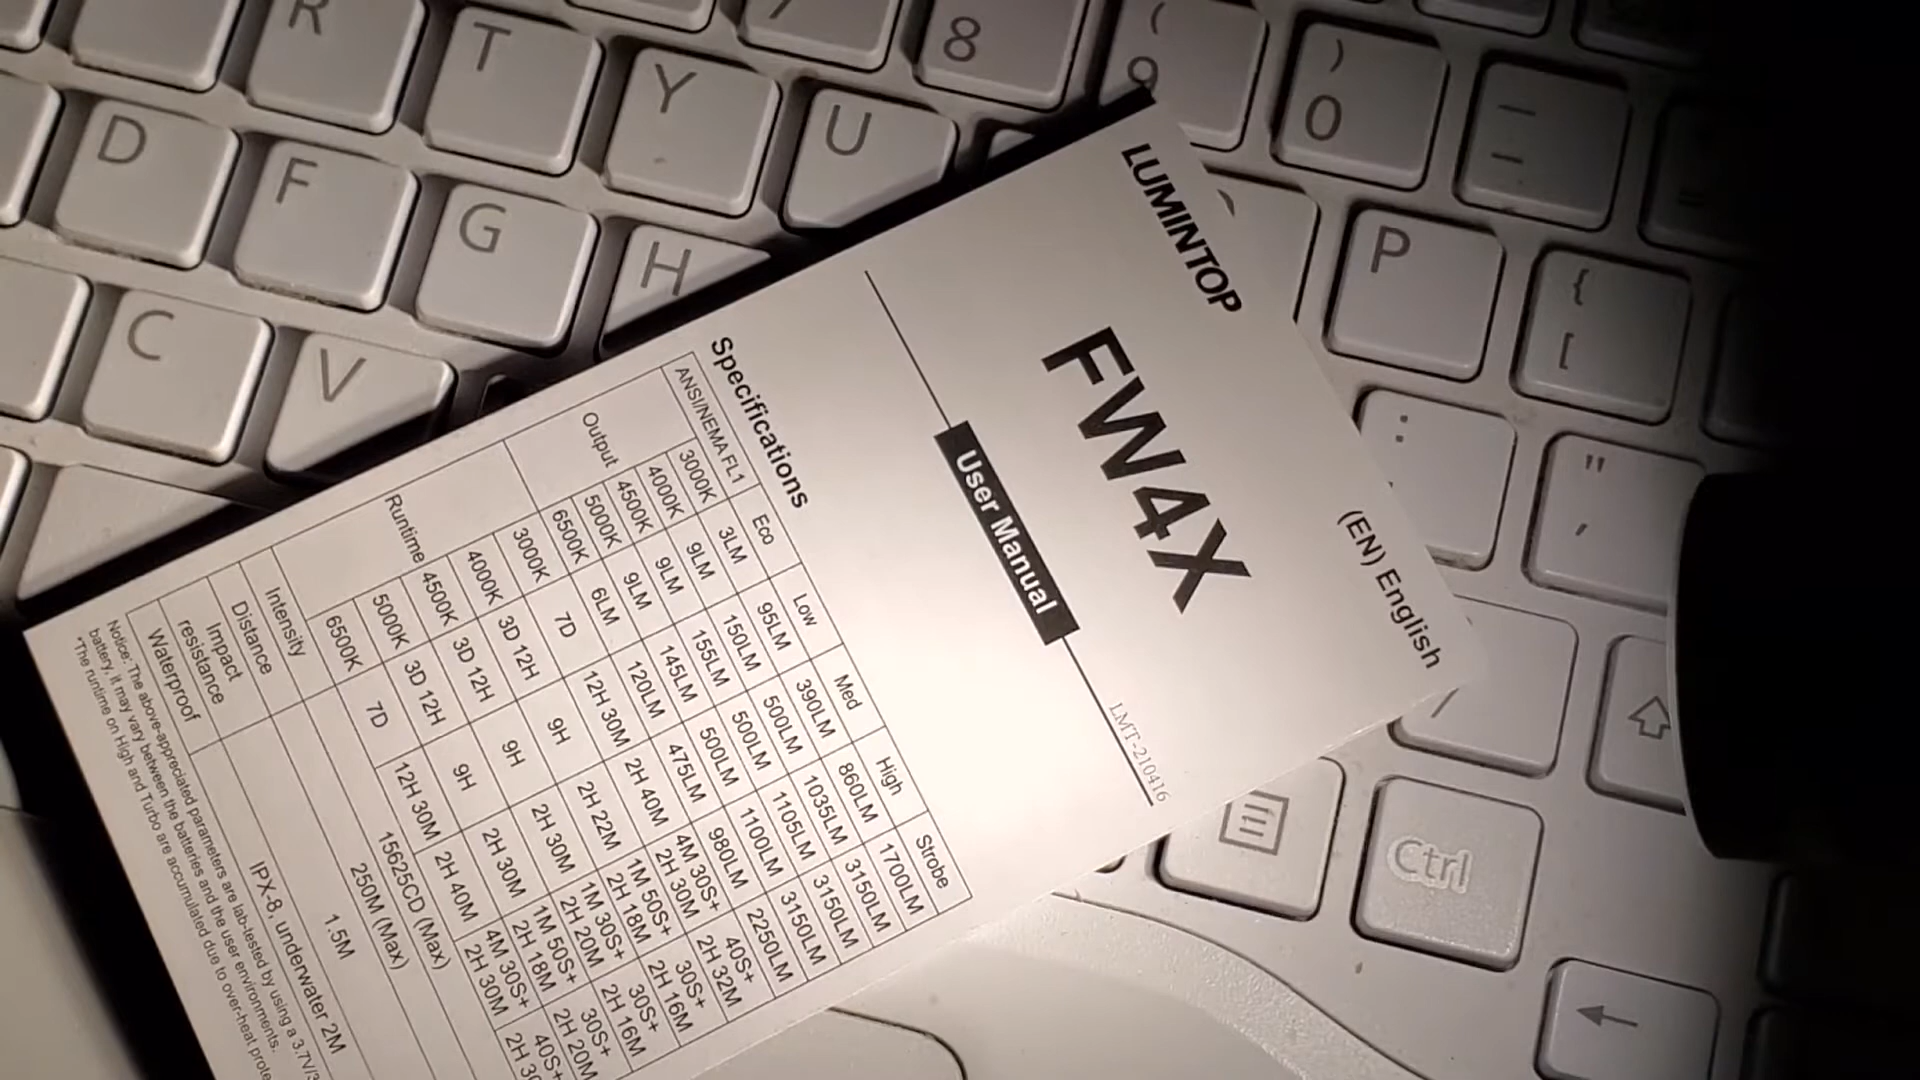 R T Y 8 ( 9 ) 0
D F G H U P { [
C V : " '
Ctrl
LUMINTOP
(EN) English
FW4X
User Manual
LMT-210416
Specifications
ANSI/NEMA FL1 Eco Low Med High Strobe
Output
3000K 3LM 95LM 390LM 860LM 1700LM
4000K 9LM 150LM 500LM 1035LM 3150LM
4500K 9LM 155LM 500LM 1105LM 3150LM
5000K 9LM 145LM 500LM 1100LM 3150LM
6500K 6LM 120LM 475LM 980LM 2250LM
Runtime
3000K 7D 12H 30M 2H 40M 4M 30S+ 2H 30M 40S+ 2H 32M
4000K 3D 12H 9H 2H 22M 1M 50S+ 2H 18M 30S+ 2H 16M
4500K 3D 12H 9H 2H 30M 1M 30S+ 2H 20M 30S+ 2H 16M
5000K 3D 12H 9H 2H 30M 1M 50S+ 2H 18M 30S+ 2H 20M
6500K 7D 12H 30M 2H 40M 4M 30S+ 2H 30M 40S+ 2H
Intensity 15625CD (Max)
Distance 250M (Max)
Impact resistance 1.5M
Waterproof IPX-8, underwater 2M
Notice: The above-appreciated parameters are lab-tested by using a 3.7V/
battery, it may vary between the batteries and the user environments.
*The runtime on High and Turbo are accumulated due to over-heat